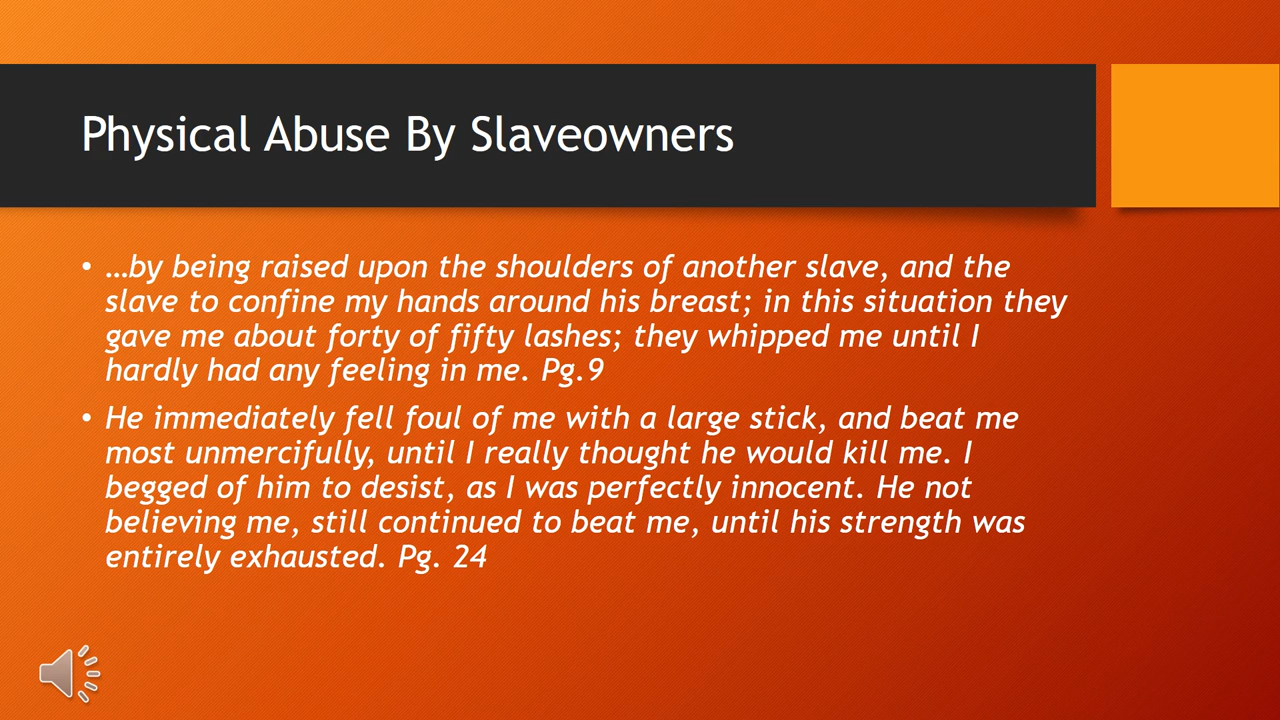 Physical Abuse By Slaveowners
• …by being raised upon the shoulders of another slave, and the
slave to confine my hands around his breast; in this situation they
gave me about forty of fifty lashes; they whipped me until I
hardly had any feeling in me. Pg.9
• He immediately fell foul of me with a large stick, and beat me
most unmercifully, until I really thought he would kill me. I
begged of him to desist, as I was perfectly innocent. He not
believing me, still continued to beat me, until his strength was
entirely exhausted. Pg. 24